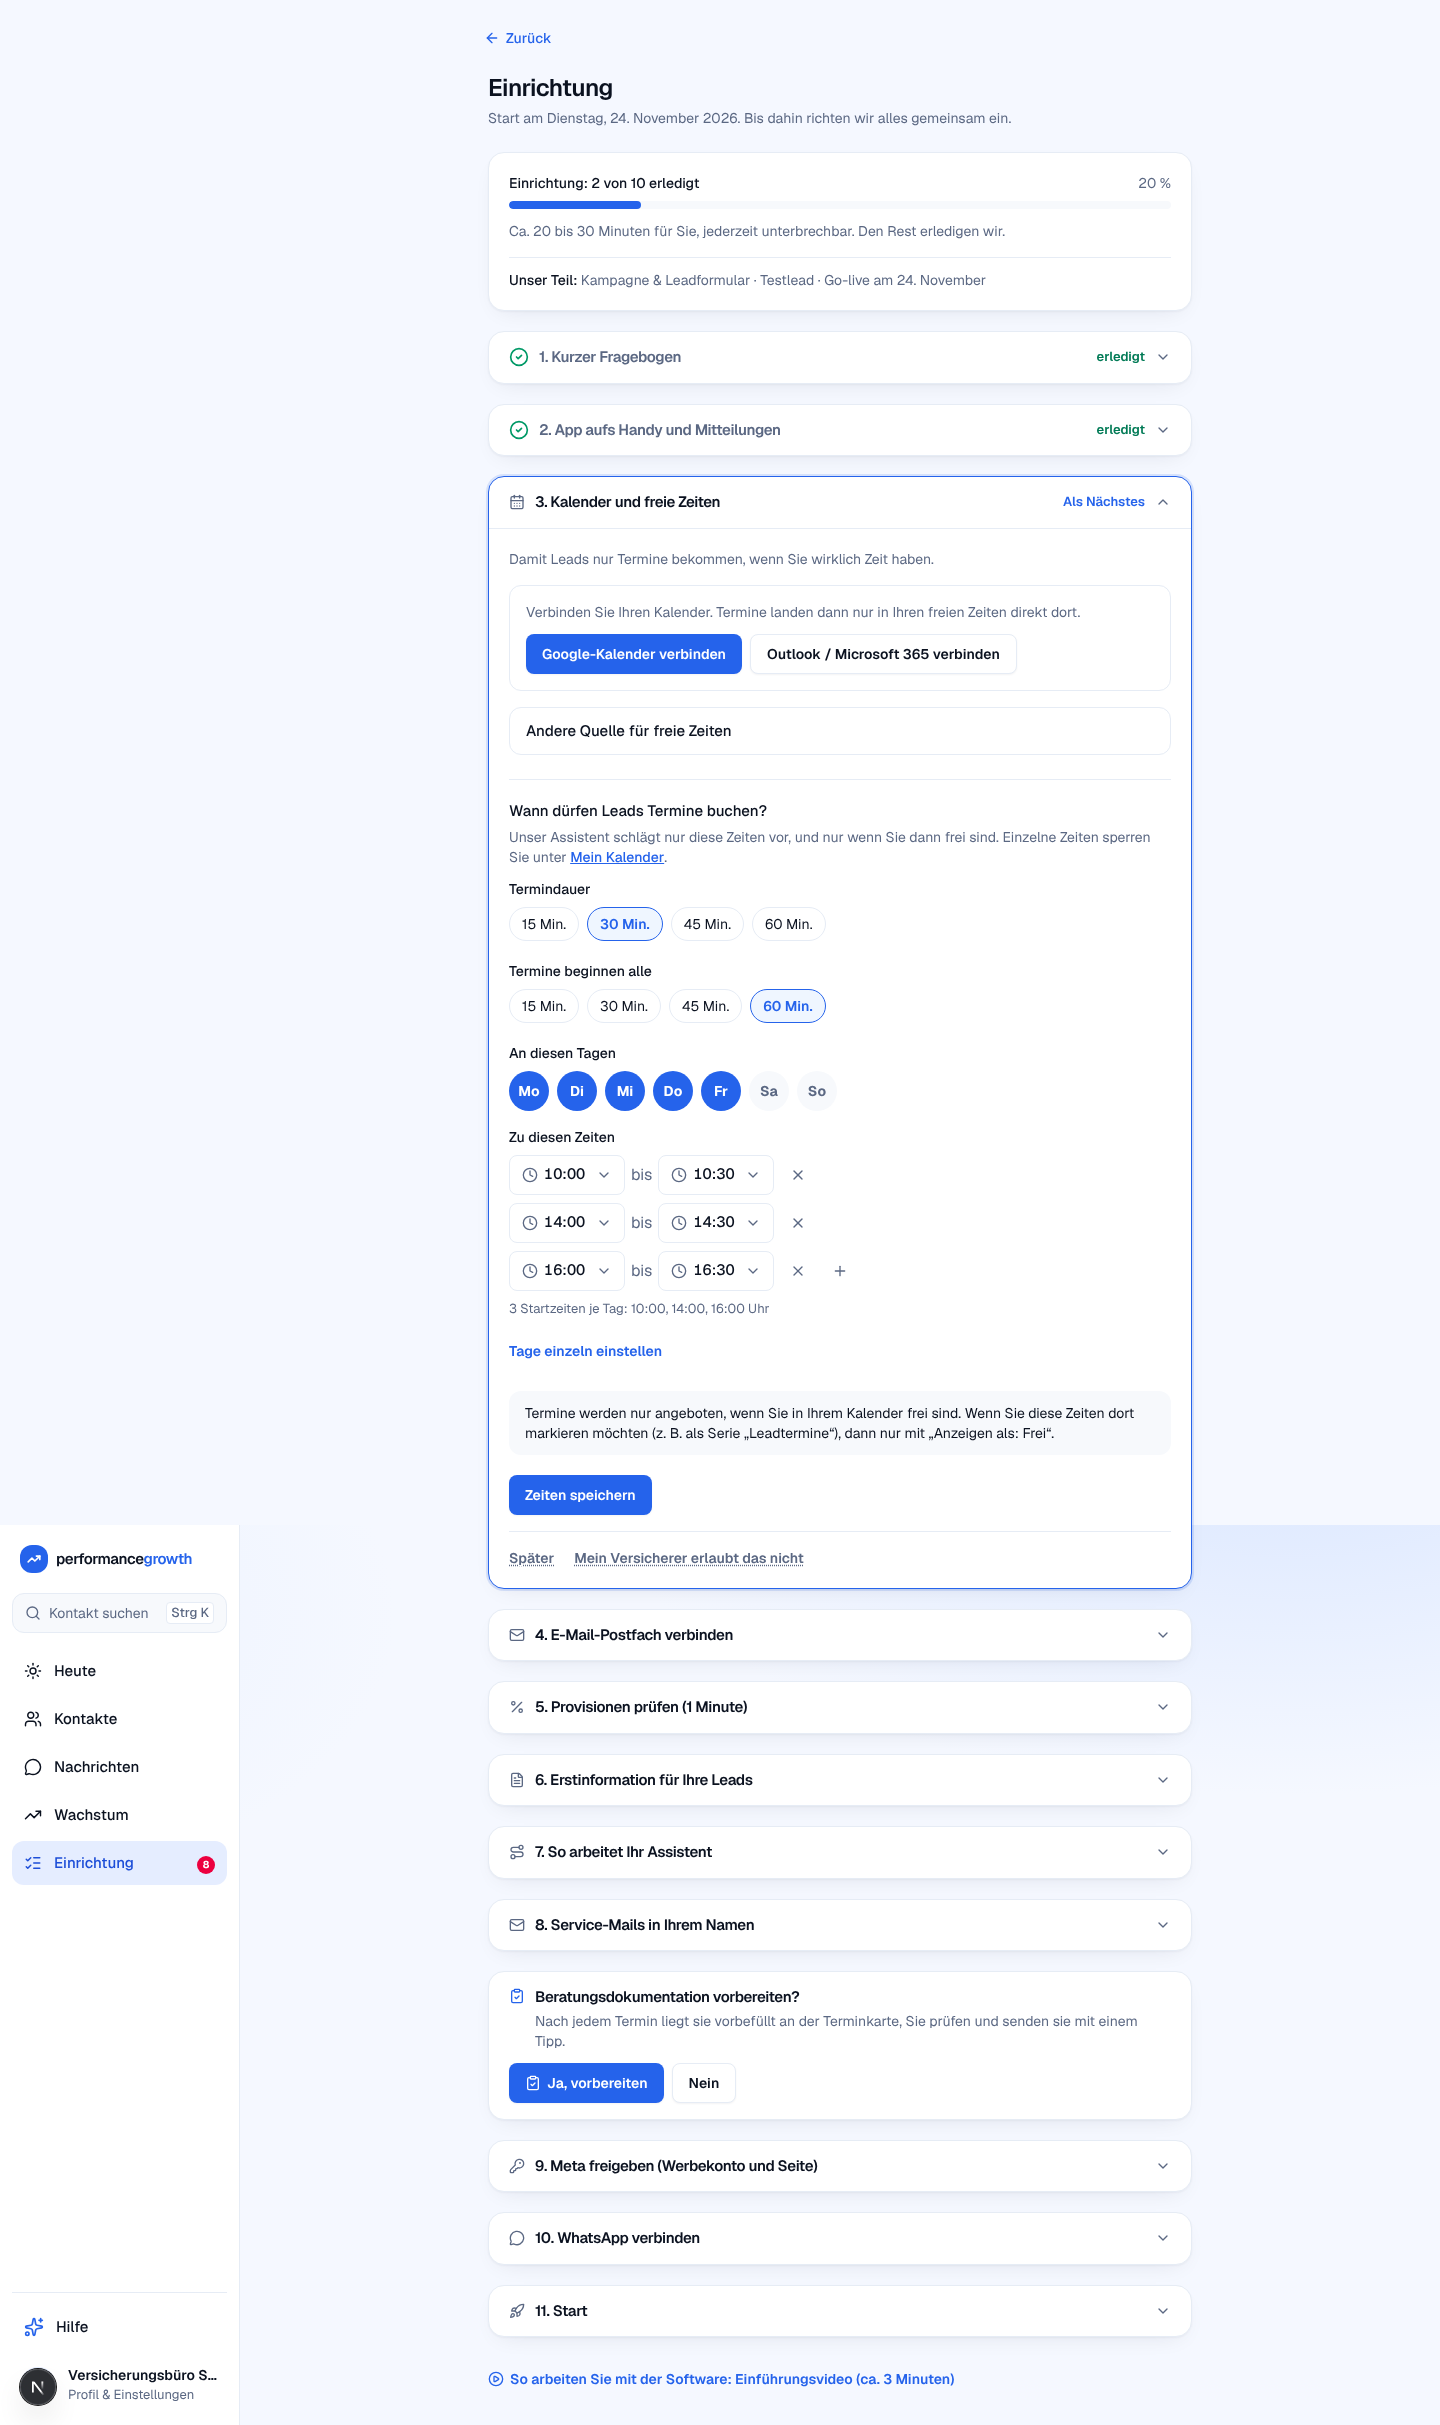 Zurück
Einrichtung
Start am Dienstag, 24. November 2026. Bis dahin richten wir alles gemeinsam ein.
Einrichtung: 2 von 10 erledigt
20 %
Ca. 20 bis 30 Minuten für Sie, jederzeit unterbrechbar. Den Rest erledigen wir.
Unser Teil: Kampagne & Leadformular · Testlead · Go-live am 24. November
1. Kurzer Fragebogen
erledigt
2. App aufs Handy und Mitteilungen
erledigt
3. Kalender und freie Zeiten
Als Nächstes
Damit Leads nur Termine bekommen, wenn Sie wirklich Zeit haben.
Verbinden Sie Ihren Kalender. Termine landen dann nur in Ihren freien Zeiten direkt dort.
Google-Kalender verbinden
Outlook / Microsoft 365 verbinden
Andere Quelle für freie Zeiten
Wann dürfen Leads Termine buchen?
Unser Assistent schlägt nur diese Zeiten vor, und nur wenn Sie dann frei sind. Einzelne Zeiten sperren
Sie unter Mein Kalender.
Termindauer
15 Min.
30 Min.
45 Min.
60 Min.
Termine beginnen alle
15 Min.
30 Min.
45 Min.
60 Min.
An diesen Tagen
Mo
Di
Mi
Do
Fr
Sa
So
Zu diesen Zeiten
10:00 bis 10:30
14:00 bis 14:30
16:00 bis 16:30
3 Startzeiten je Tag: 10:00, 14:00, 16:00 Uhr
Tage einzeln einstellen
Termine werden nur angeboten, wenn Sie in Ihrem Kalender frei sind. Wenn Sie diese Zeiten dort
markieren möchten (z. B. als Serie „Leadtermine“), dann nur mit „Anzeigen als: Frei“.
Zeiten speichern
Später
Mein Versicherer erlaubt das nicht
4. E-Mail-Postfach verbinden
5. Provisionen prüfen (1 Minute)
6. Erstinformation für Ihre Leads
7. So arbeitet Ihr Assistent
8. Service-Mails in Ihrem Namen
Beratungsdokumentation vorbereiten?
Nach jedem Termin liegt sie vorbefüllt an der Terminkarte, Sie prüfen und senden sie mit einem
Tipp.
Ja, vorbereiten
Nein
9. Meta freigeben (Werbekonto und Seite)
10. WhatsApp verbinden
11. Start
So arbeiten Sie mit der Software: Einführungsvideo (ca. 3 Minuten)
performancegrowth
Kontakt suchen
Strg K
Heute
Kontakte
Nachrichten
Wachstum
Einrichtung
8
Hilfe
N
Versicherungsbüro S...
Profil & Einstellungen